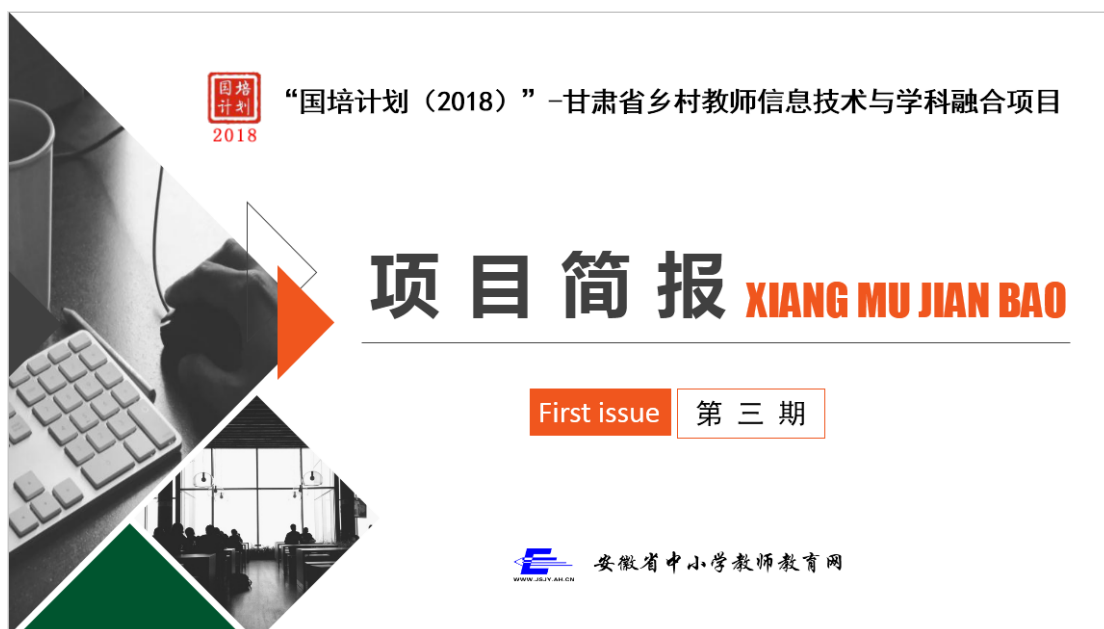 国培
计划
2018
“国培计划（2018）”-甘肃省乡村教师信息技术与学科融合项目
项目简报 XIANG MU JIAN BAO
First issue 第三期
WWW.JSJY.AH.CN
安徽省中小学教师教育网